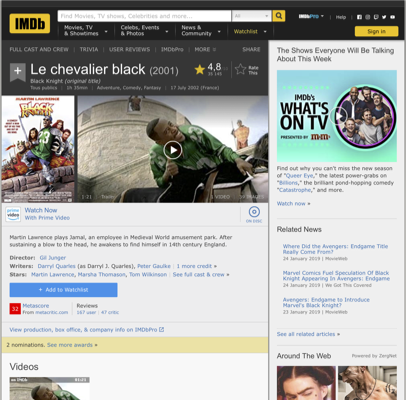 IMDb
Find Movies, TV shows, Celebrities and more...
All
IMDbPro
Help
Movies, TV
& Showtimes
Celebs, Events
& Photos
News &
Community
Watchlist
Sign in
FULL CAST AND CREW | TRIVIA | USER REVIEWS | IMDbPro | MORE
SHARE
Le chevalier black (2001)
Black Knight (original title)
Tous publics | 1h 35min | Adventure, Comedy, Fantasy | 17 July 2002 (France)
4,8
Rate
This
MARTIN LAWRENCE
BLACK KNIGHT
1:21
Watch Now
With Prime Video
prime video
ON DISC
Martin Lawrence plays Jamal, an employee in Medieval World amusement park. After
sustaining a blow to the head, he awakens to find himself in 14th century England.
Director: Gil Junger
Writers: Darryl Quarles (as Darryl J. Quarles), Peter Gaulke | 1 more credit »
Stars: Martin Lawrence, Marsha Thomason, Tom Wilkinson | See full cast & crew »
+ Add to Watchlist
32
Metascore
From metacritic.com
Reviews
167 user | 47 critic
View production, box office, & company info on IMDbPro
2 nominations. See more awards »
Videos
The Shows Everyone Will Be Talking
About This Week
IMDb's
WHAT'S
ON TV
PRESENTED BY
Find out why you can't miss the new season
of "Queer Eye," the latest power-grabs on
"Billions," the brilliant pond-hopping comedy
"Catastrophe," and more.
Watch now »
Related News
Where Did the Avengers: Endgame Title
Really Come From?
24 January 2019 | MovieWeb
Marvel Comics Fuel Speculation Of Black
Knight Appearing In Avengers: Endgame
24 January 2019 | We Got This Covered
Avengers: Endgame to Introduce
Marvel's Black Knight?
23 January 2019 | MovieWeb
See all related articles »
Around The Web
Powered by ZergNet